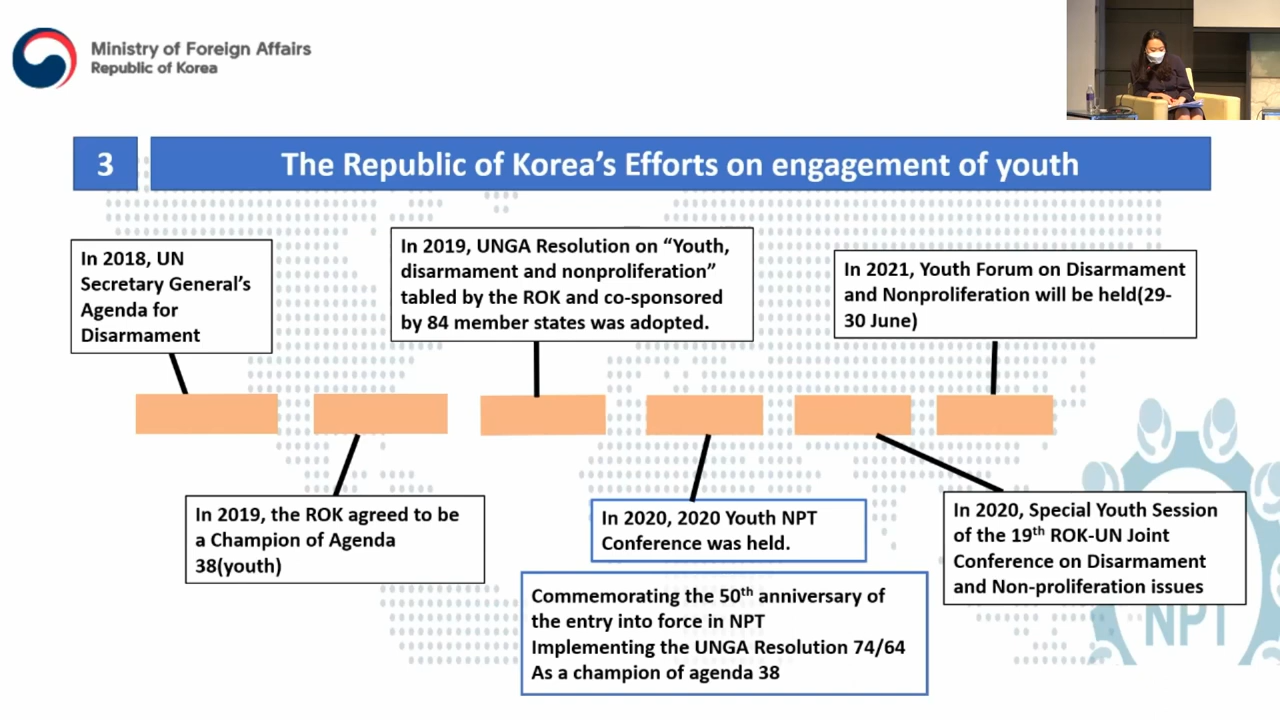 Ministry of Foreign Affairs
Republic of Korea
3
The Republic of Korea's Efforts on engagement of youth
In 2018, UN
Secretary General's
Agenda for
Disarmament
In 2019, UNGA Resolution on “Youth,
disarmament and nonproliferation”
tabled by the ROK and co-sponsored
by 84 member states was adopted.
In 2021, Youth Forum on Disarmament
and Nonproliferation will be held(29-
30 June)
In 2019, the ROK agreed to be
a Champion of Agenda
38(youth)
In 2020, 2020 Youth NPT
Conference was held.
Commemorating the 50th anniversary of
the entry into force in NPT
Implementing the UNGA Resolution 74/64
As a champion of agenda 38
In 2020, Special Youth Session
of the 19th ROK-UN Joint
Conference on Disarmament
and Non-proliferation issues
NPT